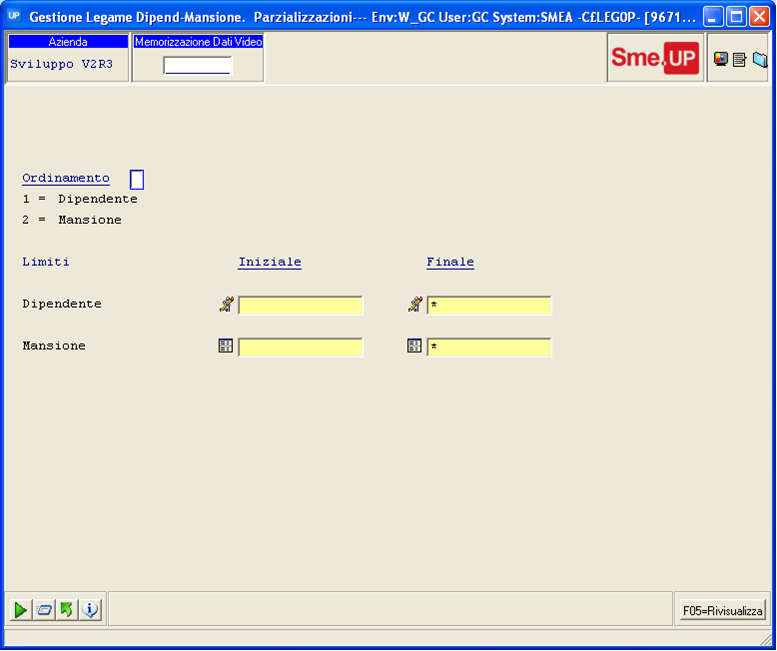 UP Gestione Legame Dipend-Mansione. Parzializzazioni--- Env:W_GC User:GC System:SMEA -C£LEG0P- [9671...
Azienda Memorizzazione Dati Video
Sviluppo V2R3
Sme.UP
Ordinamento
1 = Dipendente
2 = Mansione
Limiti Iniziale Finale
Dipendente *
Mansione *
F05=Rivisualizza